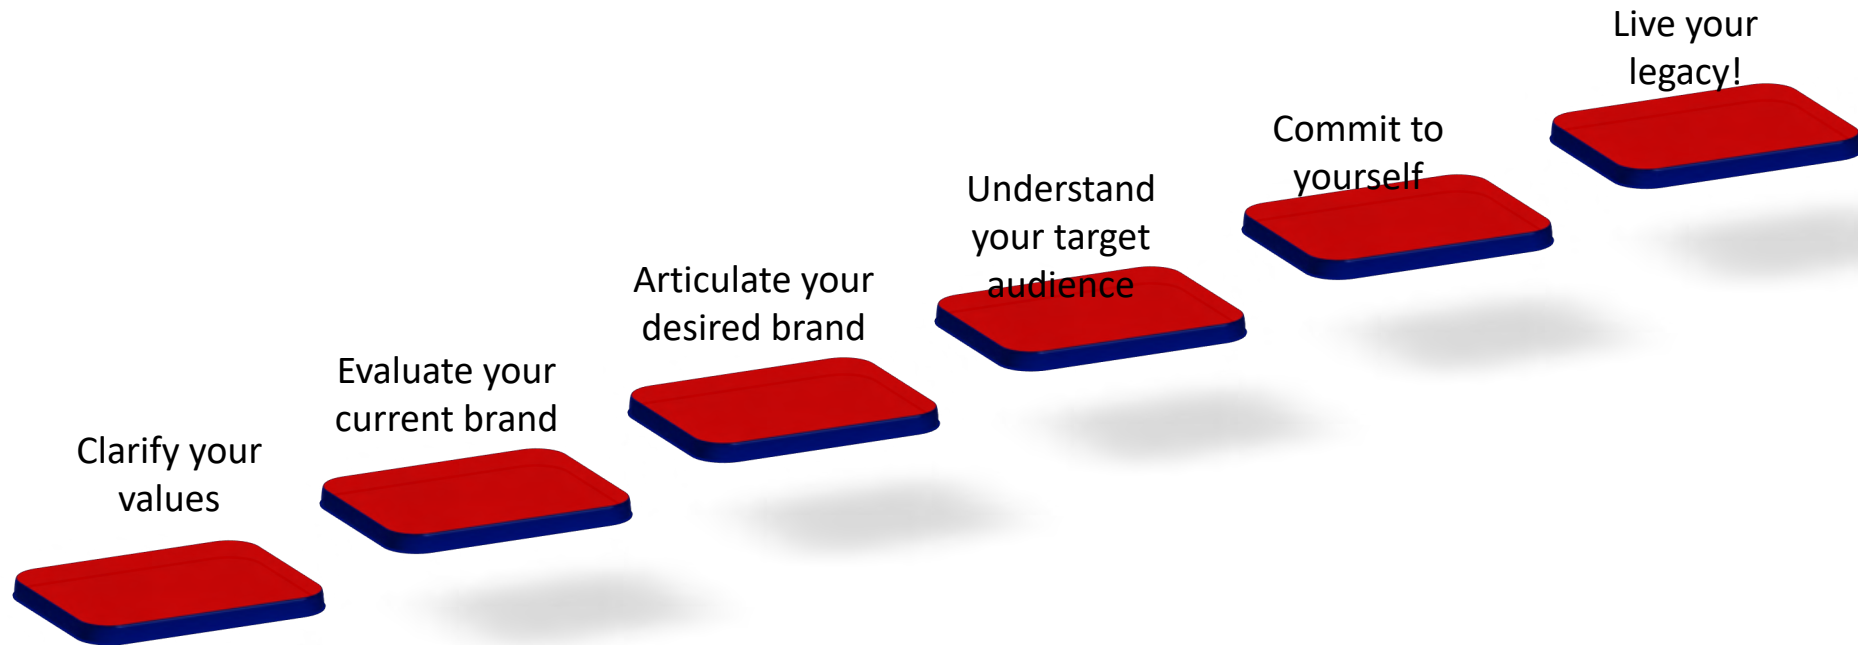 Clarify your
values
Evaluate your
current brand
Articulate your
desired brand
Understand
your target
audience
Commit to
yourself
Live your
legacy!